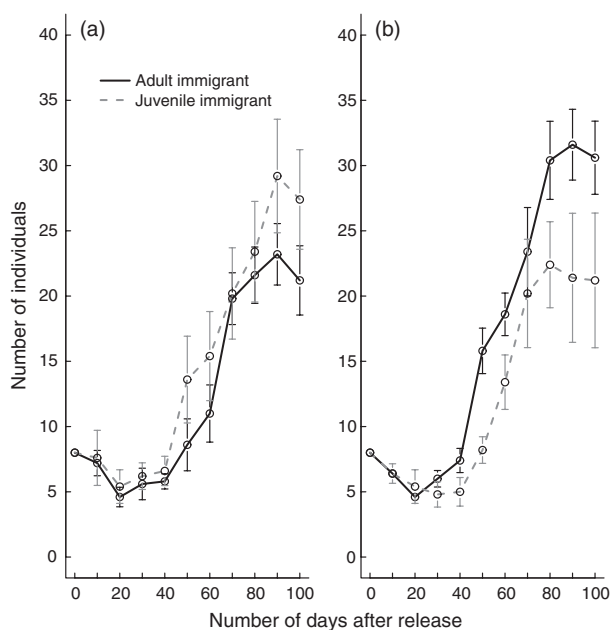 (a)
(b)
Adult immigrant
Juvenile immigrant
Number of individuals
40
35
30
25
20
15
10
5
0
40
35
30
25
20
15
10
5
0
0 20 40 60 80 100
0 20 40 60 80 100
Number of days after release